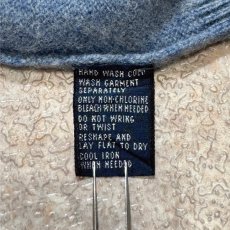 HAND WASH COLD
WASH GARMENT
SEPARATELY
ONLY NON-CHLORINE
BLEACH WHEN NEEDED
DO NOT WRING
OR TWIST
RESHAPE AND
LAY FLAT TO DRY
COOL IRON
WHEN NEEDED